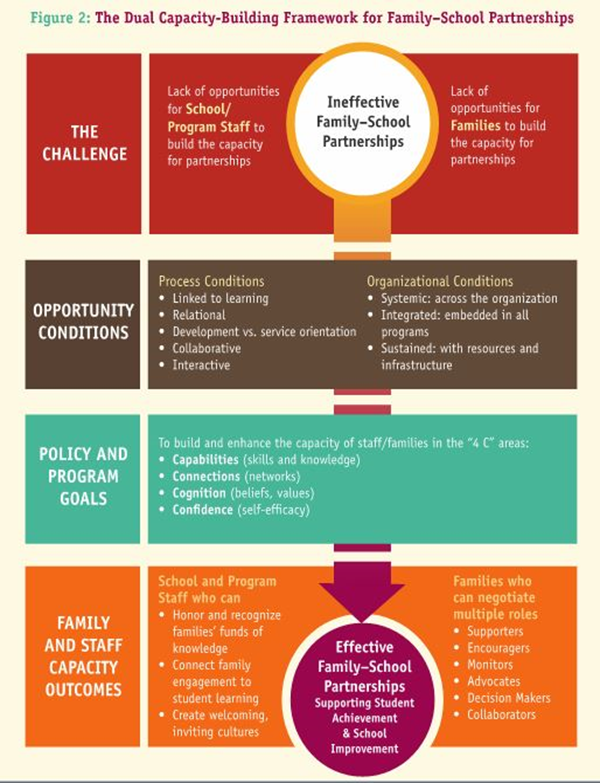 Figure 2: The Dual Capacity-Building Framework for Family–School Partnerships
THE
CHALLENGE
Lack of opportunities
for School/
Program Staff to
build the capacity
for partnerships
Ineffective
Family–School
Partnerships
Lack of
opportunities for
Families to build
the capacity for
partnerships
OPPORTUNITY
CONDITIONS
Process Conditions
• Linked to learning
• Relational
• Development vs. service orientation
• Collaborative
• Interactive
Organizational Conditions
• Systemic: across the organization
• Integrated: embedded in all
programs
• Sustained: with resources and
infrastructure
POLICY AND
PROGRAM
GOALS
To build and enhance the capacity of staff/families in the “4 C” areas:
• Capabilities (skills and knowledge)
• Connections (networks)
• Cognition (beliefs, values)
• Confidence (self-efficacy)
FAMILY
AND STAFF
CAPACITY
OUTCOMES
School and Program
Staff who can
• Honor and recognize
families’ funds of
knowledge
• Connect family
engagement to
student learning
• Create welcoming,
inviting cultures
Effective
Family–School
Partnerships
Supporting Student
Achievement
& School
Improvement
Families who
can negotiate
multiple roles
• Supporters
• Encouragers
• Monitors
• Advocates
• Decision Makers
• Collaborators